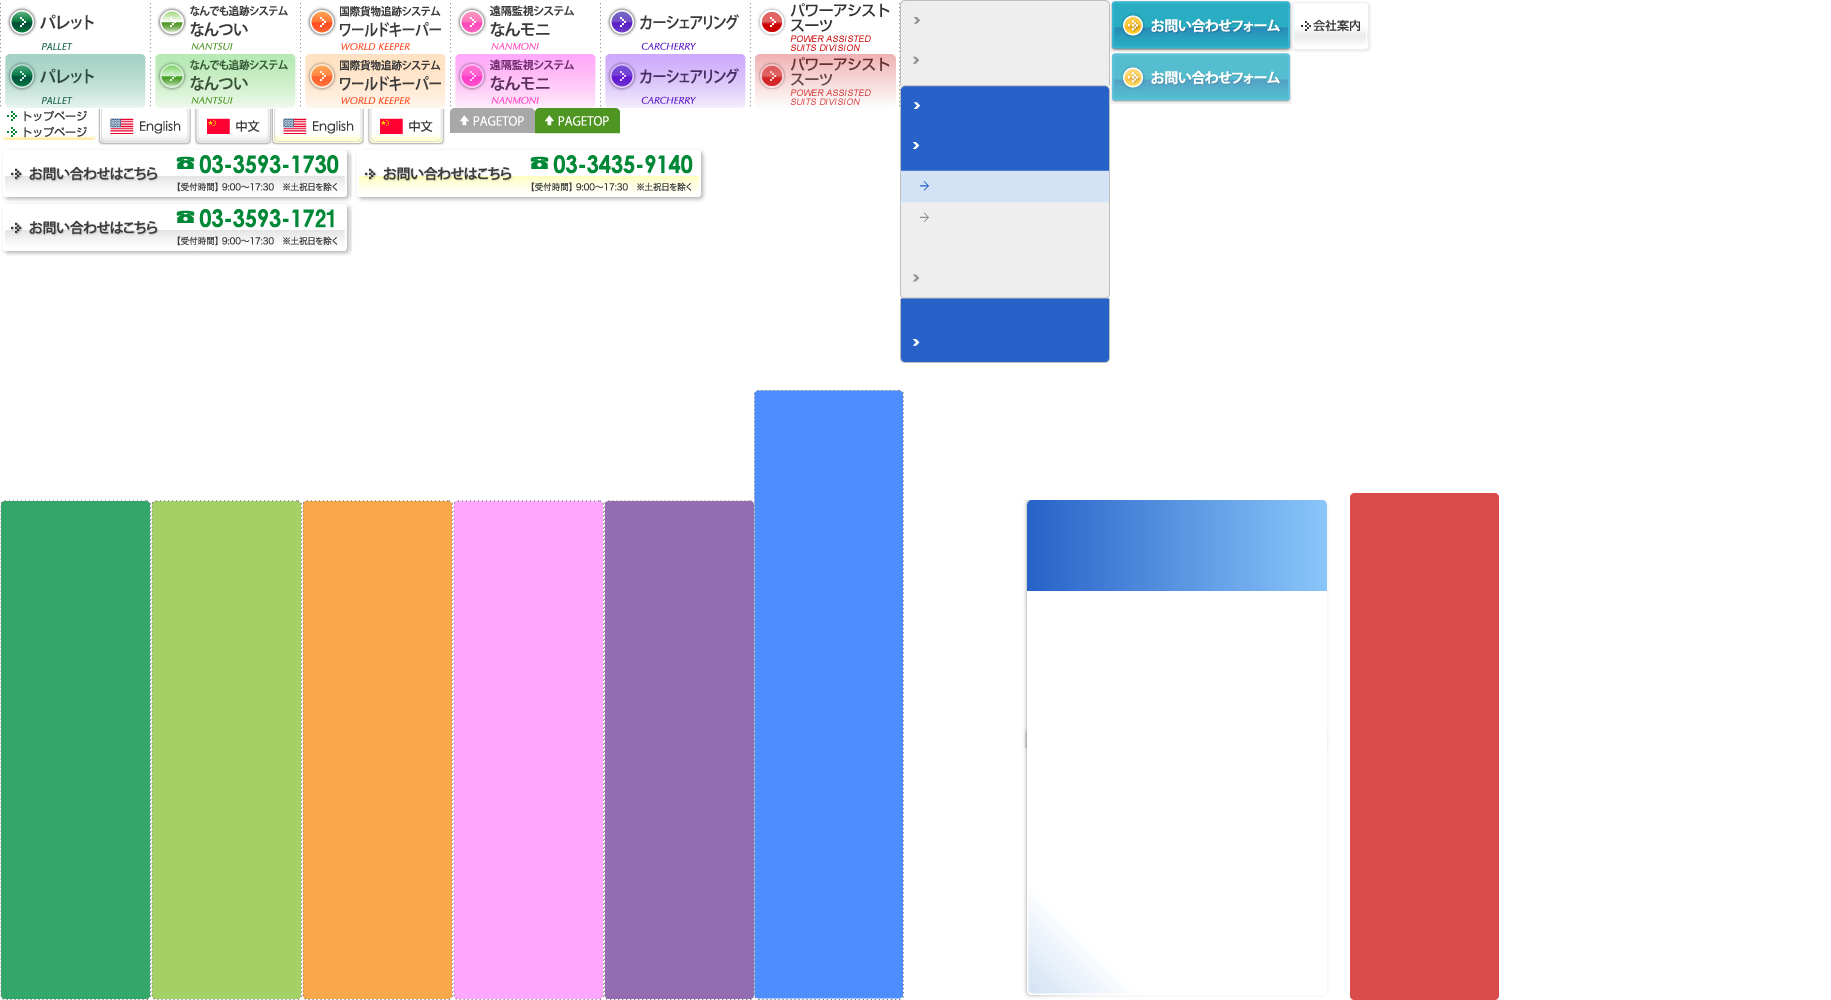 パレット
PALLET
なんでも追跡システム
なんつい
NANTSUI
国際貨物追跡システム
ワールドキーパー
WORLD KEEPER
遠隔監視システム
なんモニ
NANMONI
カーシェアリング
CARCHERRY
パワーアシスト
スーツ
POWER ASSISTED
SUITS DIVISION
お問い合わせフォーム
会社案内
パレット
PALLET
なんでも追跡システム
なんつい
NANTSUI
国際貨物追跡システム
ワールドキーパー
WORLD KEEPER
遠隔監視システム
なんモニ
NANMONI
カーシェアリング
CARCHERRY
パワーアシスト
スーツ
POWER ASSISTED
SUITS DIVISION
お問い合わせフォーム
トップページ
トップページ
English
中文
English
中文
PAGETOP
PAGETOP
お問い合わせはこちら
03-3593-1730
【受付時間】 9:00〜17:30 ※土祝日を除く
お問い合わせはこちら
03-3435-9140
【受付時間】 9:00〜17:30 ※土祝日を除く
お問い合わせはこちら
03-3593-1721
【受付時間】 9:00〜17:30 ※土祝日を除く